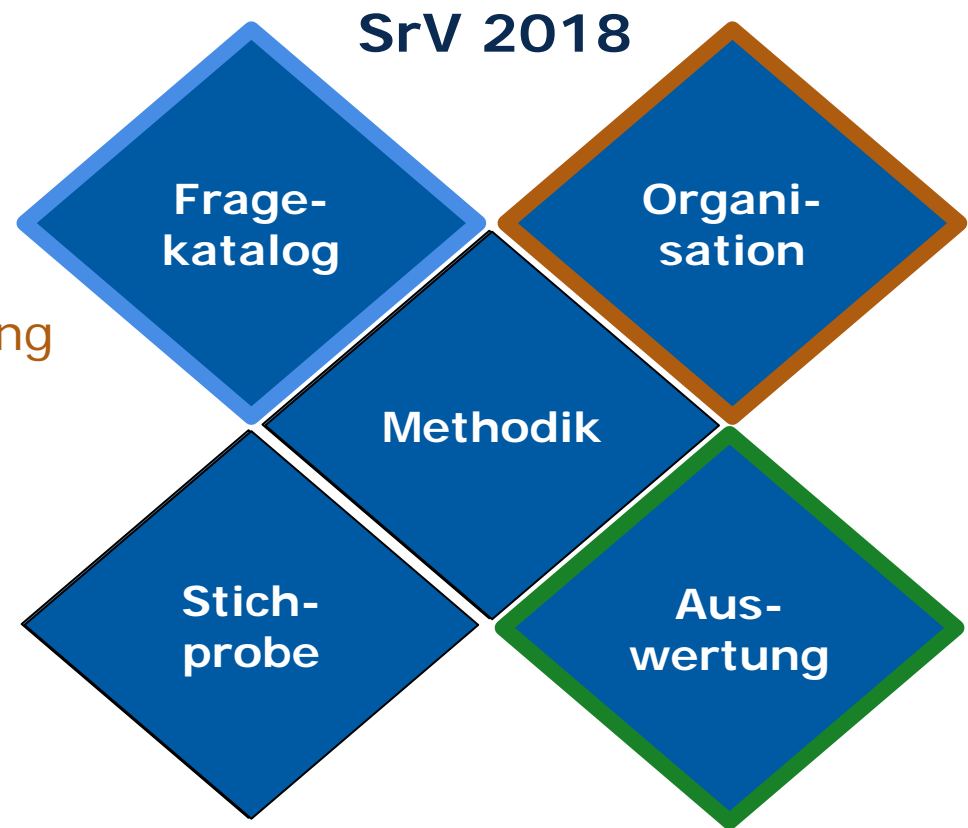 SrV 2018
Frage-
katalog
Organi-
sation
ng
Methodik
Stich-
probe
Aus-
wertung